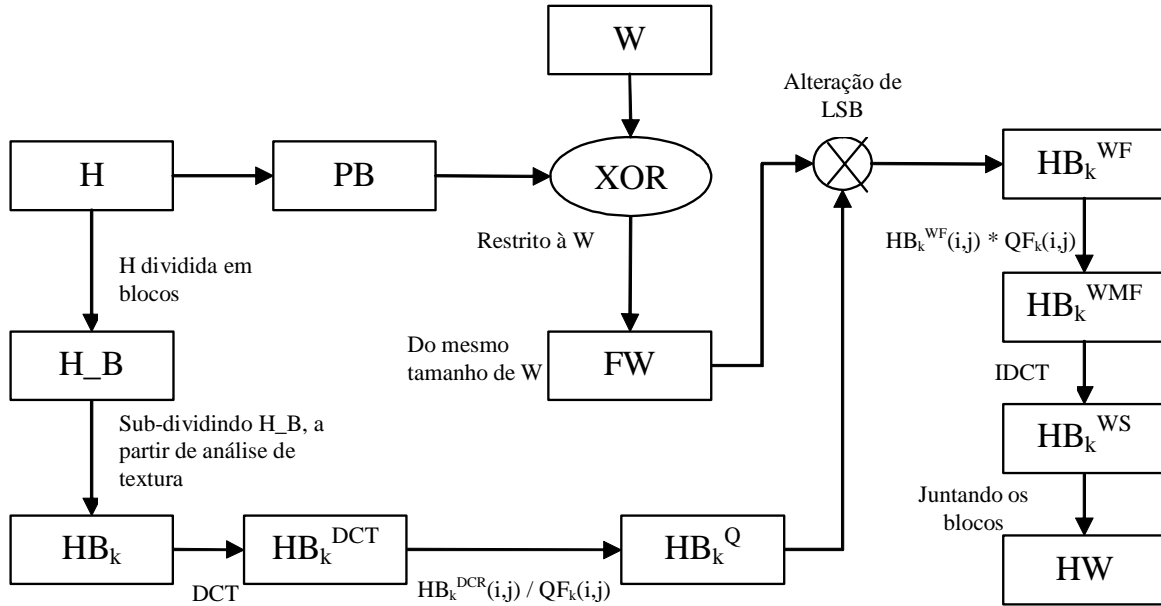 W
Alteração de
LSB
H
PB
XOR
HB_k^WF
Restrito à W
HB_k^WF(i,j) * QF_k(i,j)
H dividida em
blocos
HB_k^WMF
H_B
Do mesmo
tamanho de W
FW
IDCT
Sub-dividindo H_B, a
partir de análise de
textura
HB_k^WS
Juntando os
blocos
HB_k
HB_k^DCT
HB_k^Q
HW
DCT
HB_k^DCR(i,j) / QF_k(i,j)